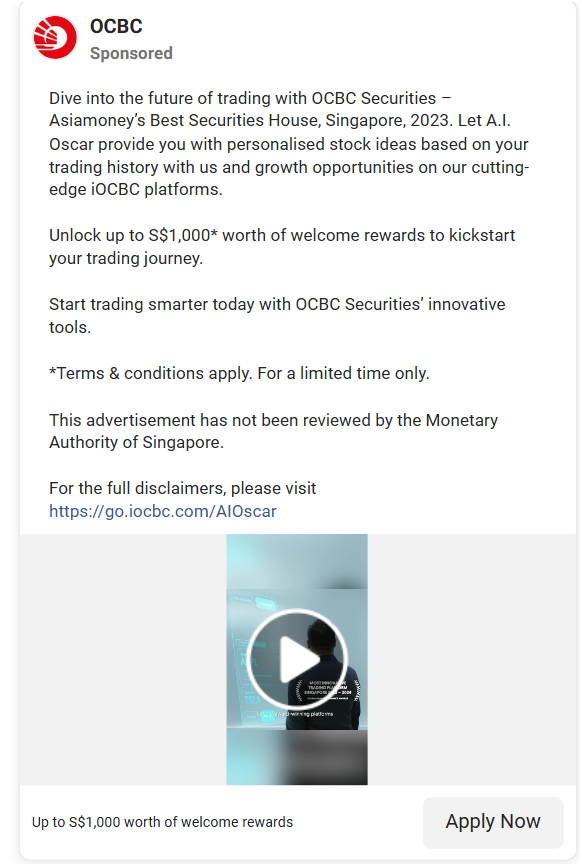 OCBC
Sponsored
Dive into the future of trading with OCBC Securities –
Asiamoney's Best Securities House, Singapore, 2023. Let A.I.
Oscar provide you with personalised stock ideas based on your
trading history with us and growth opportunities on our cutting-
edge iOCBC platforms.
Unlock up to S$1,000* worth of welcome rewards to kickstart
your trading journey.
Start trading smarter today with OCBC Securities' innovative
tools.
*Terms & conditions apply. For a limited time only.
This advertisement has not been reviewed by the Monetary
Authority of Singapore.
For the full disclaimers, please visit
https://go.iocbc.com/AIOscar
MOST
TRADING
SINGAPORE
2024
platforms
Up to S$1,000 worth of welcome rewards
Apply Now